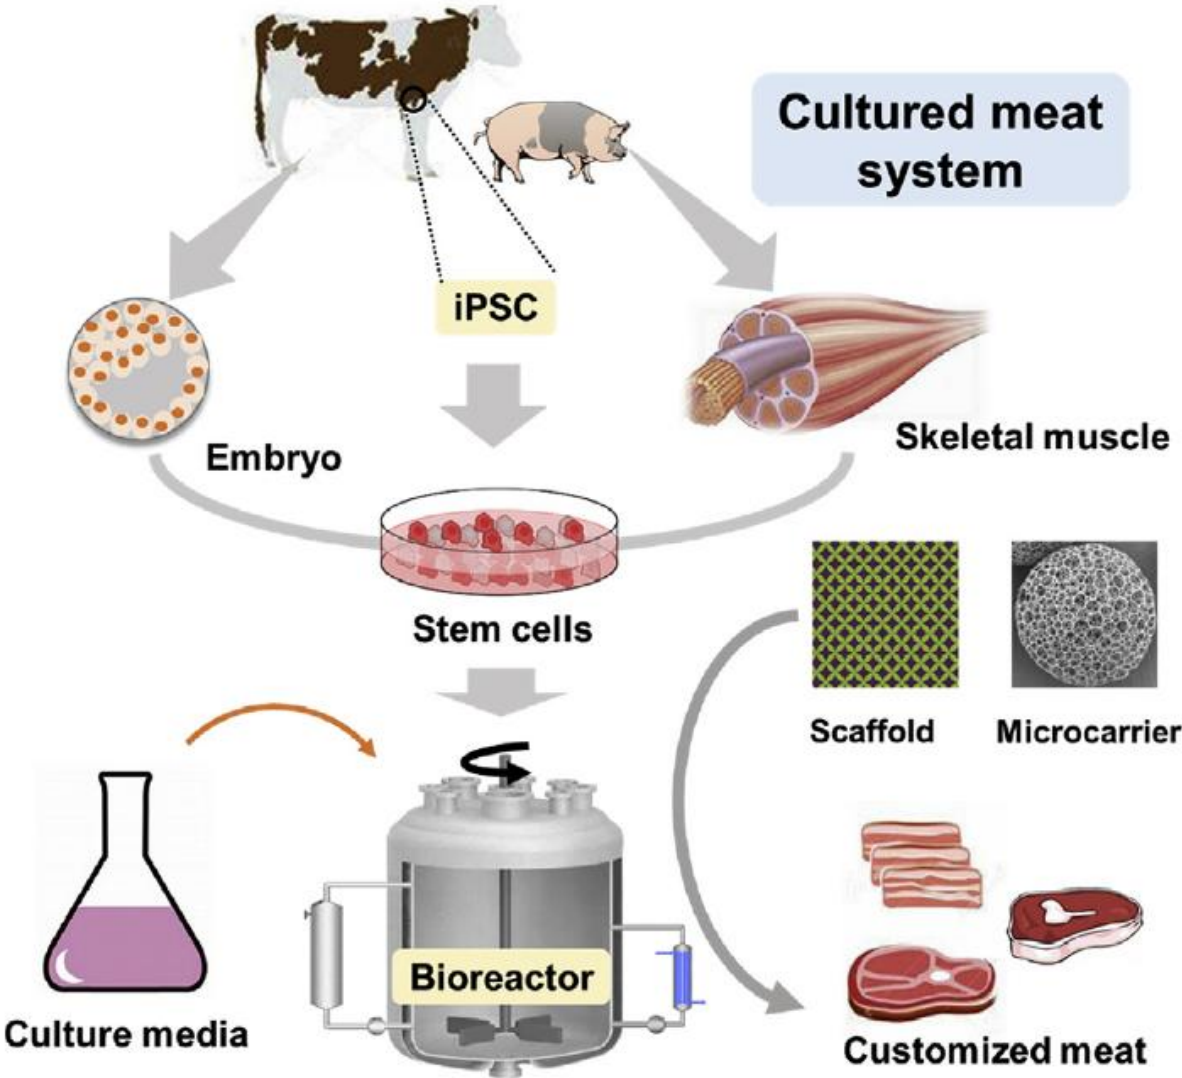 Cultured meat
system
iPSC
Embryo
Skeletal muscle
Stem cells
Scaffold
Microcarrier
Bioreactor
Culture media
Customized meat